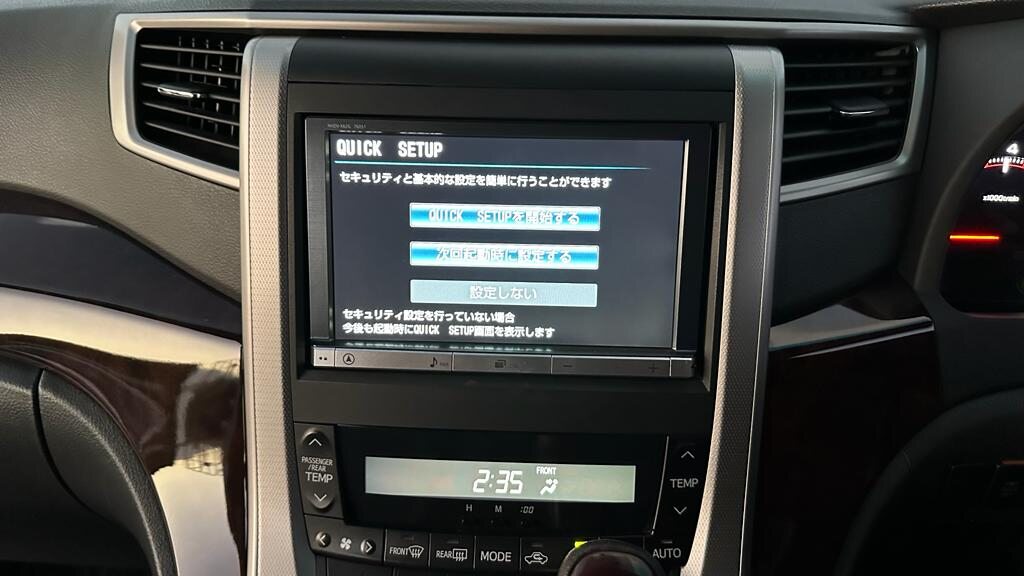 QUICK SETUP
セキュリティと基本的な設定を簡単に行うことができます
QUICK SETUPを開始する
次回起動時に設定する
設定しない
セキュリティ設定を行っていない場合
今後も起動時にQUICK SETUP画面を表示します
4
x1000r/min
PASSENGER
/REAR
TEMP
2:35
FRONT
H M :00
TEMP
FRONT
REAR
MODE
AUTO